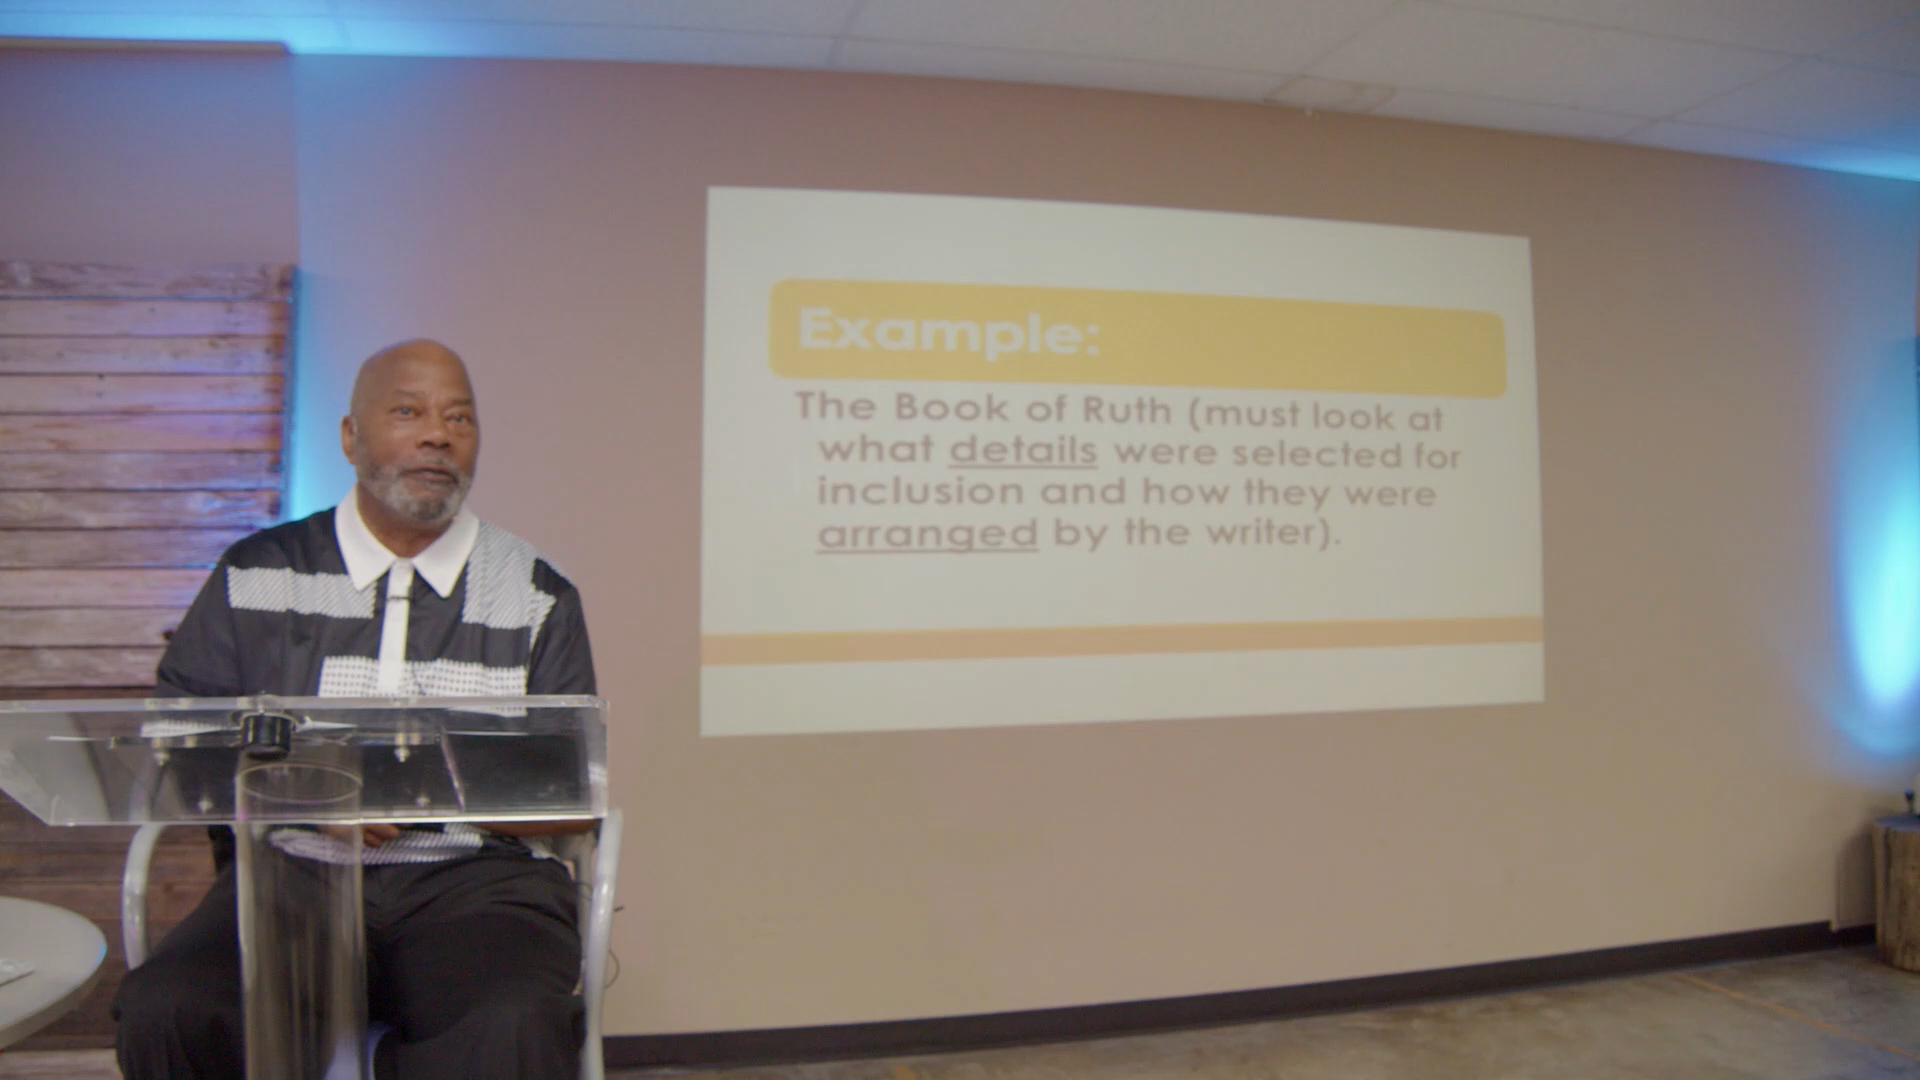 Example:
The Book of Ruth (must look at
what details were selected for
inclusion and how they were
arranged by the writer).